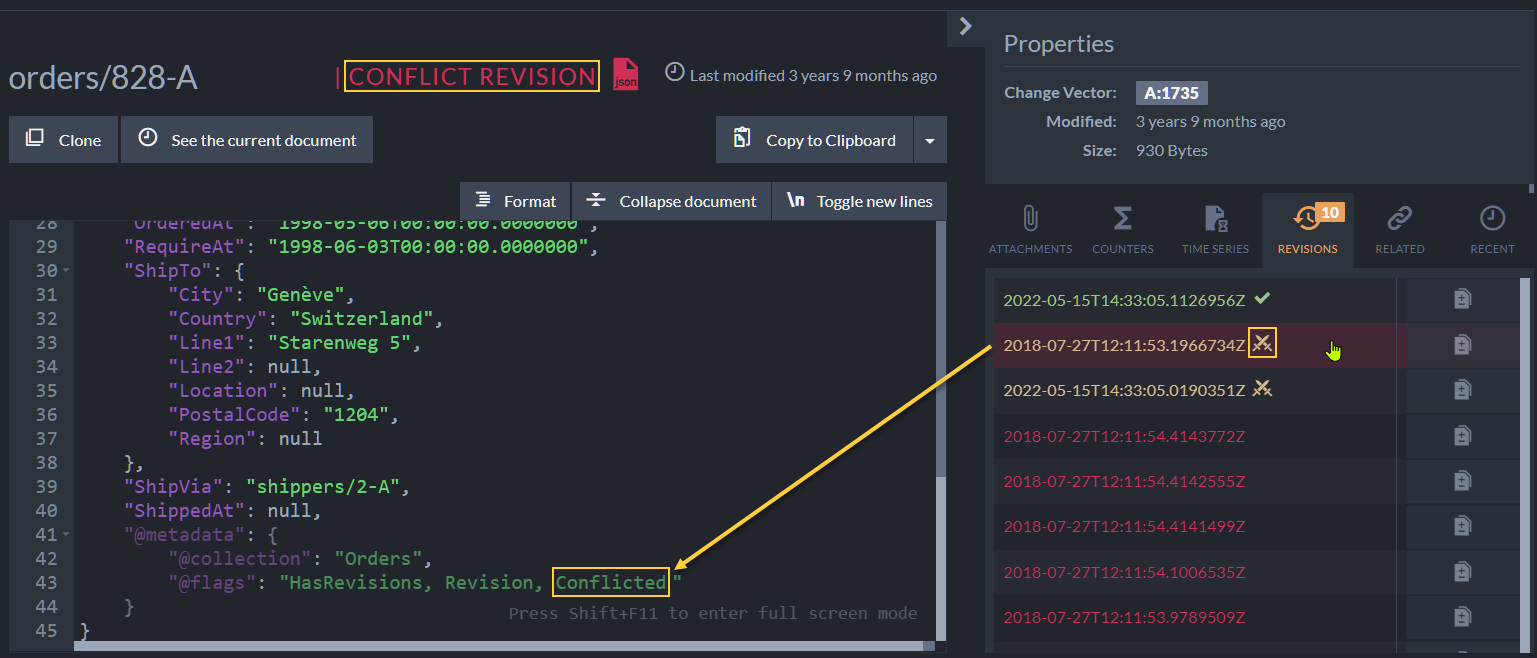 orders/828-A
CONFLICT REVISION
json
Last modified 3 years 9 months ago
Clone
See the current document
Copy to Clipboard
Format
Collapse document
\n Toggle new lines
28 "OrderedAt": "1998-05-06T00:00:00.0000000",
29 "RequireAt": "1998-06-03T00:00:00.0000000",
30 "ShipTo": {
31 "City": "Genève",
32 "Country": "Switzerland",
33 "Line1": "Starenweg 5",
34 "Line2": null,
35 "Location": null,
36 "PostalCode": "1204",
37 "Region": null
38 },
39 "ShipVia": "shippers/2-A",
40 "ShippedAt": null,
41 "@metadata": {
42 "@collection": "Orders",
43 "@flags": "HasRevisions, Revision, Conflicted"
44 }
Press Shift+F11 to enter full screen mode
45 }
Properties
Change Vector: A:1735
Modified: 3 years 9 months ago
Size: 930 Bytes
10
ATTACHMENTS COUNTERS TIME SERIES REVISIONS RELATED RECENT
2022-05-15T14:33:05.1126956Z
2018-07-27T12:11:53.1966734Z
2022-05-15T14:33:05.0190351Z
2018-07-27T12:11:54.4143772Z
2018-07-27T12:11:54.4142555Z
2018-07-27T12:11:54.4141499Z
2018-07-27T12:11:54.1006535Z
2018-07-27T12:11:53.9789509Z